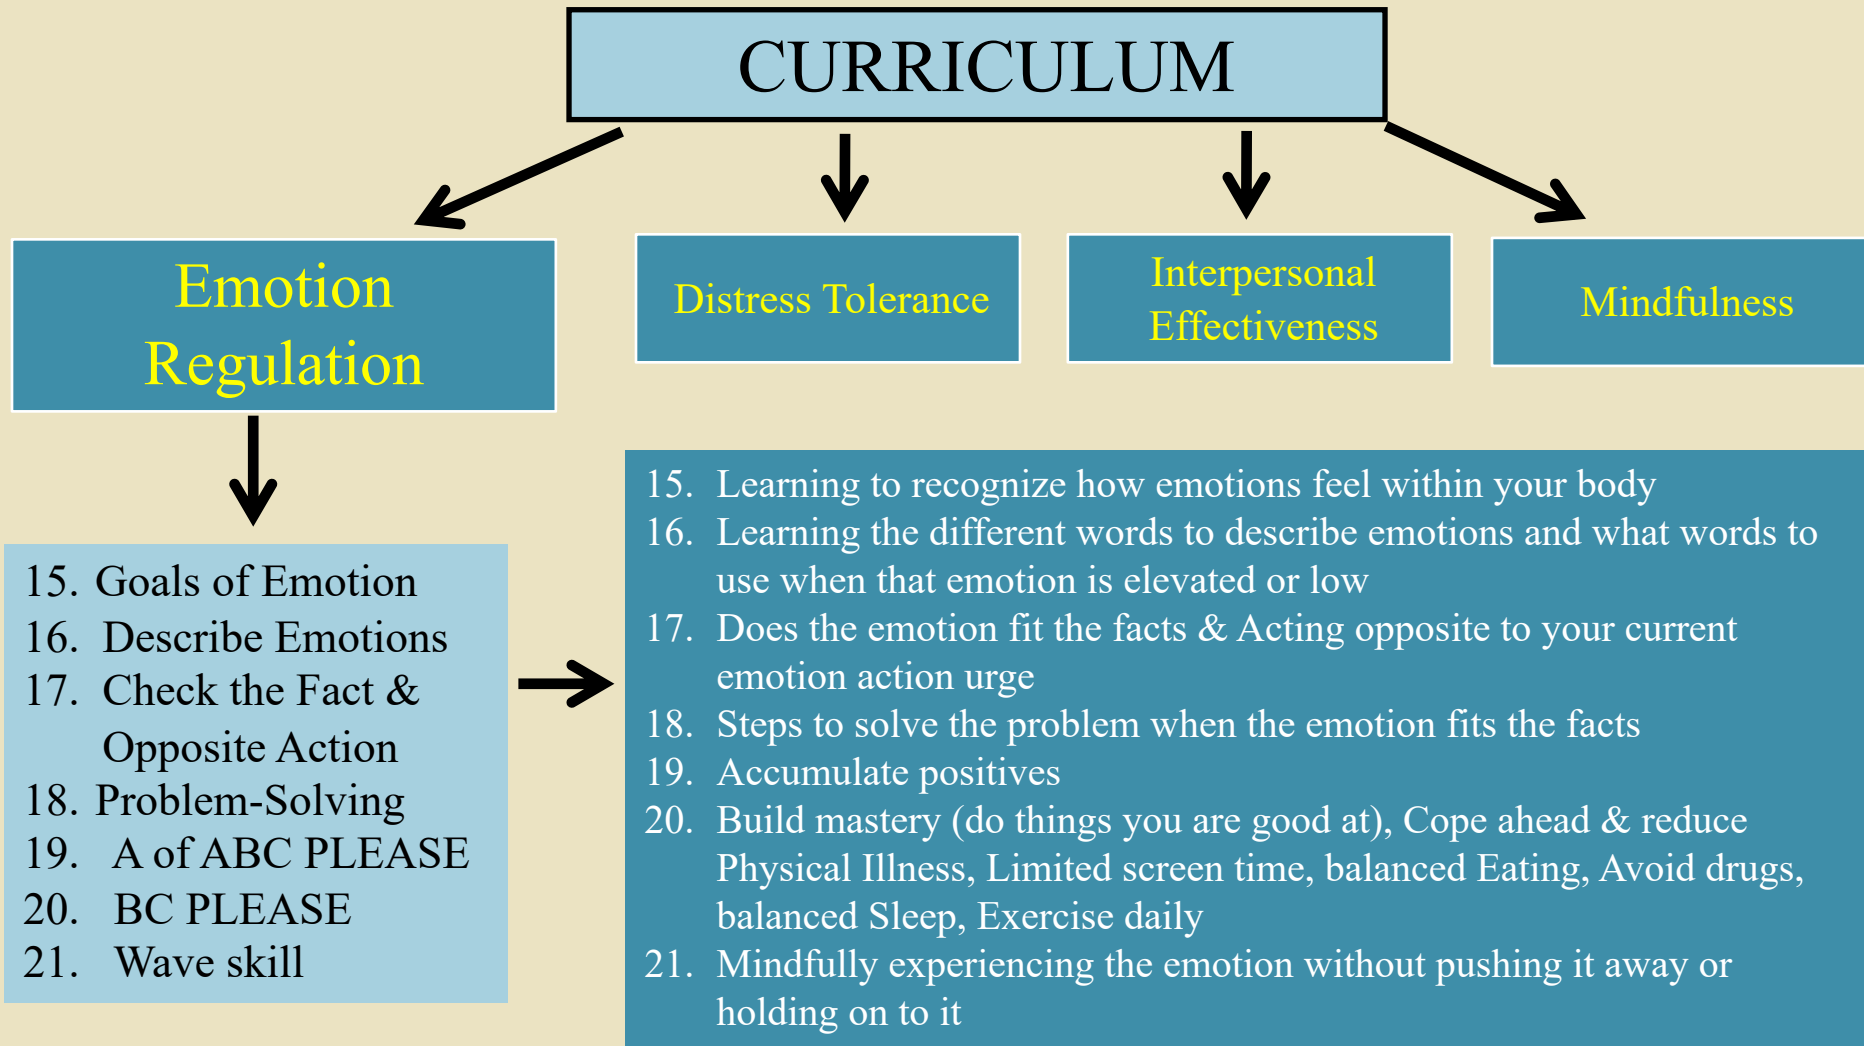 CURRICULUM
Emotion
Regulation
Distress Tolerance
Interpersonal
Effectiveness
Mindfulness
15. Goals of Emotion
16. Describe Emotions
17. Check the Fact &
Opposite Action
18. Problem-Solving
19. A of ABC PLEASE
20. BC PLEASE
21. Wave skill
15. Learning to recognize how emotions feel within your body
16. Learning the different words to describe emotions and what words to
use when that emotion is elevated or low
17. Does the emotion fit the facts & Acting opposite to your current
emotion action urge
18. Steps to solve the problem when the emotion fits the facts
19. Accumulate positives
20. Build mastery (do things you are good at), Cope ahead & reduce
Physical Illness, Limited screen time, balanced Eating, Avoid drugs,
balanced Sleep, Exercise daily
21. Mindfully experiencing the emotion without pushing it away or
holding on to it